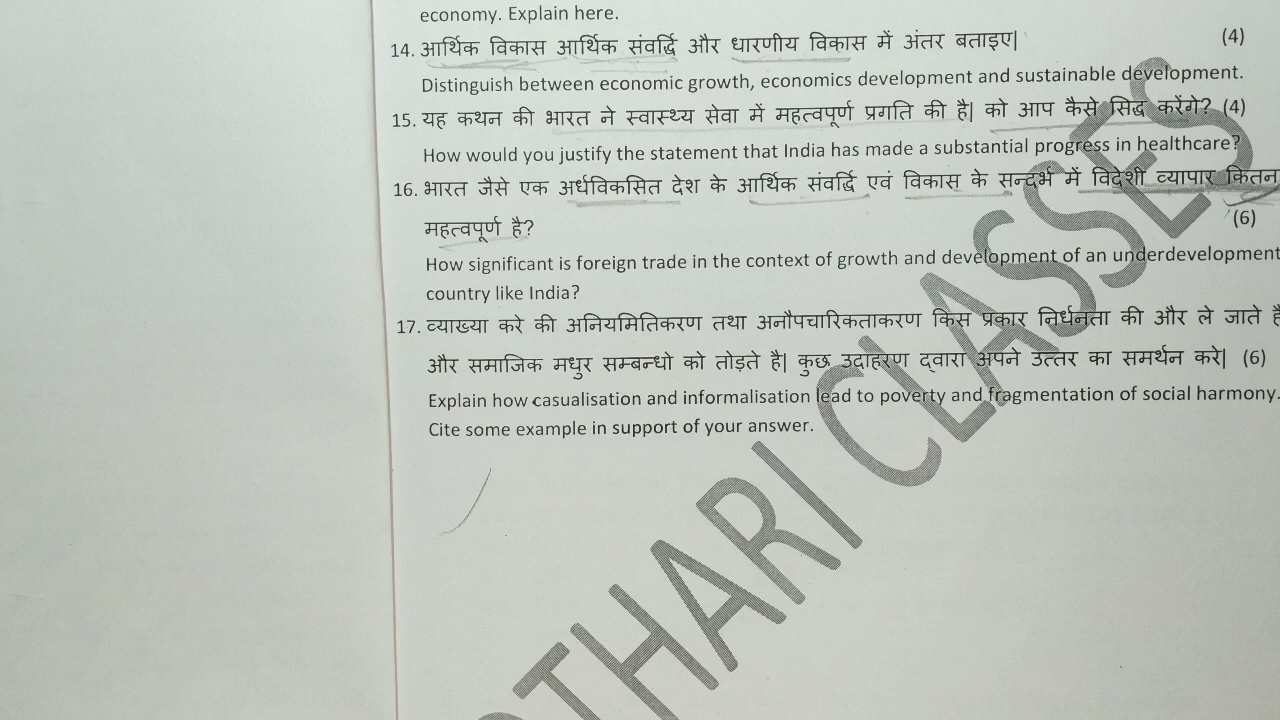 economy. Explain here.
14. आर्थिक विकास आर्थिक संवर्द्धि और धारणीय विकास में अंतर बताइए| (4)
Distinguish between economic growth, economics development and sustainable development.
15. यह कथन की भारत ने स्वास्थ्य सेवा में महत्वपूर्ण प्रगति की है| को आप कैसे सिद्ध करेंगे? (4)
How would you justify the statement that India has made a substantial progress in healthcare?
16. भारत जैसे एक अर्धविकसित देश के आर्थिक संवर्द्धि एवं विकास के सन्दर्भ में विदेशी व्यापार कितन
महत्वपूर्ण है? (6)
How significant is foreign trade in the context of growth and development of an underdevelopment
country like India?
17. व्याख्या करे की अनियमितिकरण तथा अनौपचारिकताकरण किस प्रकार निर्धनता की और ले जाते है
और समाजिक मधुर सम्बन्धो को तोड़ते है| कुछ उदाहरण द्वारा अपने उत्तर का समर्थन करे| (6)
Explain how casualisation and informalisation lead to poverty and fragmentation of social harmony.
Cite some example in support of your answer.
THARI CLASSES